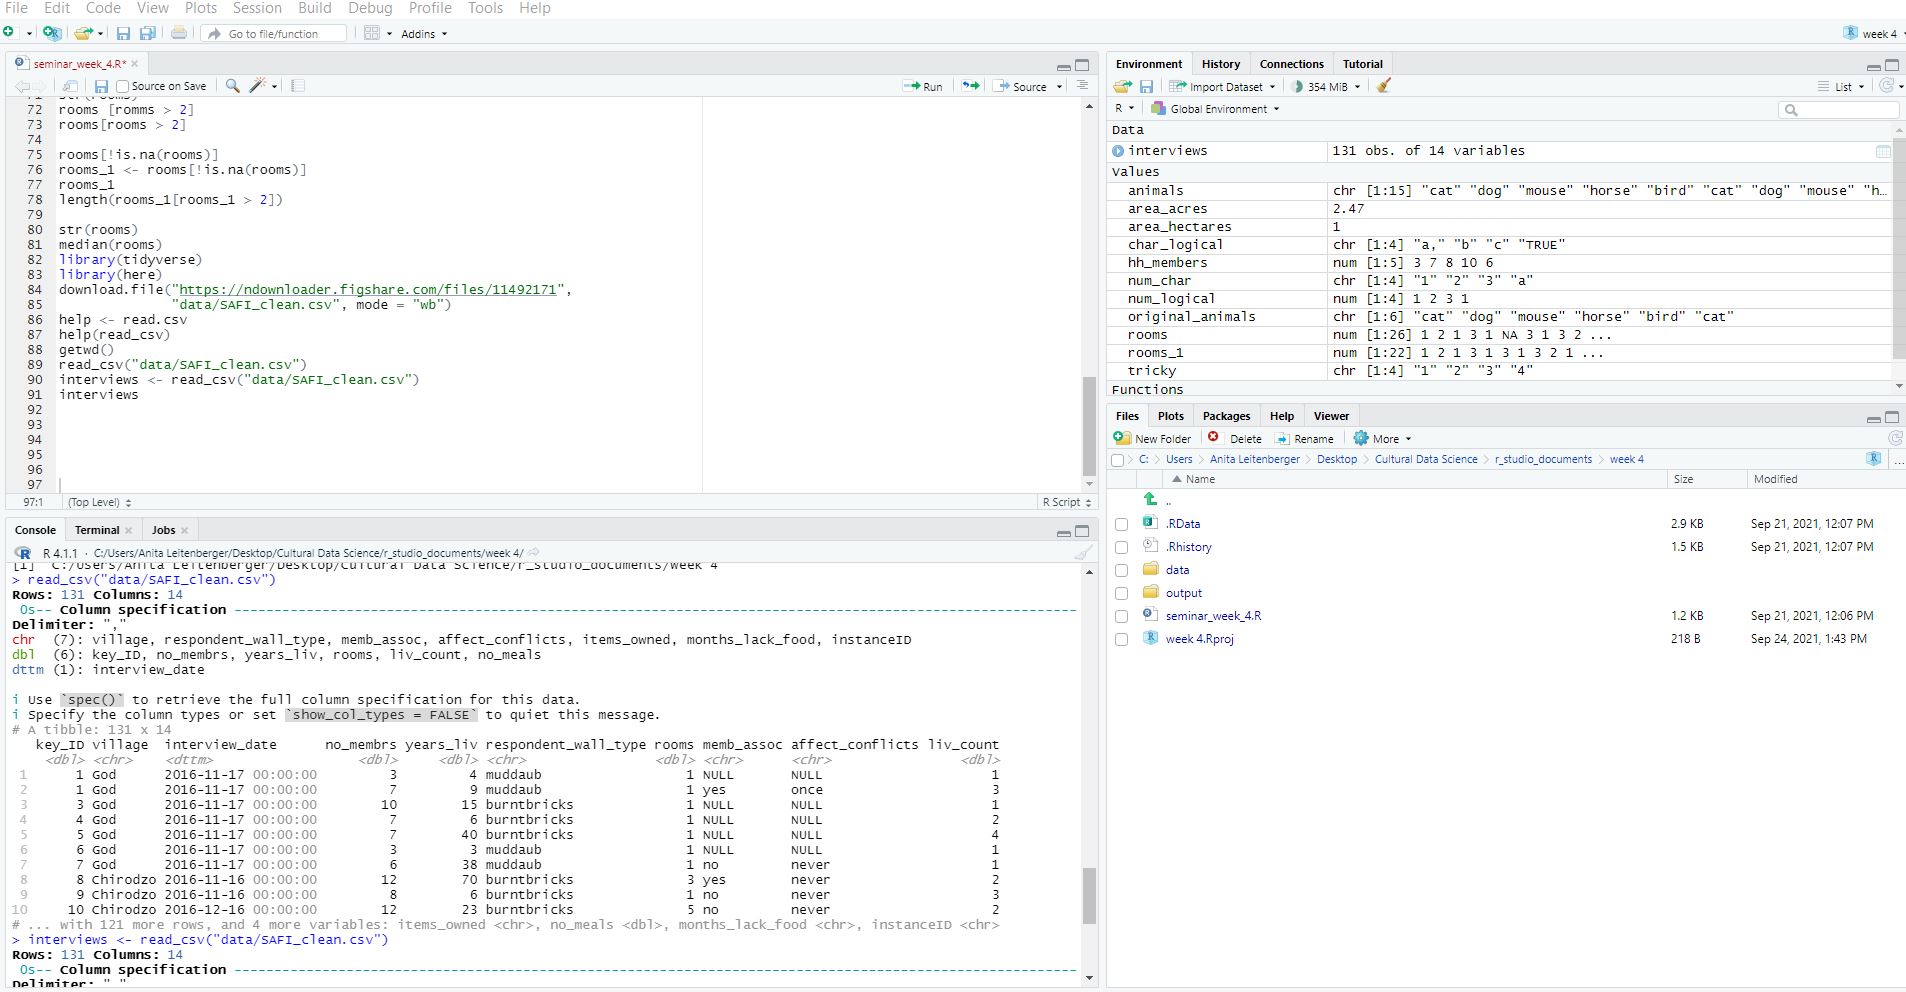 File Edit Code View Plots Session Build Debug Profile Tools Help
Go to file/function Addins week 4
seminar_week_4.R*
Source on Save Run Source
71 str(rooms)
72 rooms [romms > 2]
73 rooms[rooms > 2]
74
75 rooms[!is.na(rooms)]
76 rooms_1 <- rooms[!is.na(rooms)]
77 rooms_1
78 length(rooms_1[rooms_1 > 2])
79
80 str(rooms)
81 median(rooms)
82 library(tidyverse)
83 library(here)
84 download.file("https://ndownloader.figshare.com/files/11492171",
85 "data/SAFI_clean.csv", mode = "wb")
86 help <- read.csv
87 help(read_csv)
88 getwd()
89 read_csv("data/SAFI_clean.csv")
90 interviews <- read_csv("data/SAFI_clean.csv")
91 interviews
92
93
94
95
96
97
97:1 (Top Level) R Script
Console Terminal Jobs
R 4.1.1 · C:/Users/Anita Leitenberger/Desktop/Cultural Data Science/r_studio_documents/week 4/
[1] "C:/Users/Anita Leitenberger/Desktop/Cultural Data Science/r_studio_documents/week 4"
> read_csv("data/SAFI_clean.csv")
Rows: 131 Columns: 14
0s-- Column specification --------------------------------
Delimiter: ","
chr (7): village, respondent_wall_type, memb_assoc, affect_conflicts, items_owned, months_lack_food, instanceID
dbl (6): key_ID, no_membrs, years_liv, rooms, liv_count, no_meals
dttm (1): interview_date
i Use `spec()` to retrieve the full column specification for this data.
i Specify the column types or set `show_col_types = FALSE` to quiet this message.
# A tibble: 131 x 14
key_ID village interview_date no_membrs years_liv respondent_wall_type rooms memb_assoc affect_conflicts liv_count
<dbl> <chr> <dttm> <dbl> <dbl> <chr> <dbl> <chr> <chr> <dbl>
1 1 God 2016-11-17 00:00:00 3 4 muddaub 1 NULL NULL 1
2 1 God 2016-11-17 00:00:00 7 9 muddaub 1 yes once 3
3 3 God 2016-11-17 00:00:00 10 15 burntbricks 1 NULL NULL 1
4 4 God 2016-11-17 00:00:00 7 6 burntbricks 1 NULL NULL 2
5 5 God 2016-11-17 00:00:00 7 40 burntbricks 1 NULL NULL 4
6 6 God 2016-11-17 00:00:00 3 3 muddaub 1 NULL NULL 1
7 7 God 2016-11-17 00:00:00 6 38 muddaub 1 no never 1
8 8 Chirodzo 2016-11-16 00:00:00 12 70 burntbricks 3 yes never 2
9 9 Chirodzo 2016-11-16 00:00:00 8 6 burntbricks 1 no never 3
10 10 Chirodzo 2016-12-16 00:00:00 12 23 burntbricks 5 no never 2
# ... with 121 more rows, and 4 more variables: items_owned <chr>, no_meals <dbl>, months_lack_food <chr>, instanceID <chr>
> interviews <- read_csv("data/SAFI_clean.csv")
Rows: 131 Columns: 14
0s-- Column specification --------------------------------
Delimiter: ","
Environment History Connections Tutorial
Import Dataset 354 MiB List
R Global Environment
Data
interviews 131 obs. of 14 variables
Values
animals chr [1:15] "cat" "dog" "mouse" "horse" "bird" "cat" "dog" "mouse" "h...
area_acres 2.47
area_hectares 1
char_logical chr [1:4] "a," "b" "c" "TRUE"
hh_members num [1:5] 3 7 8 10 6
num_char chr [1:4] "1" "2" "3" "a"
num_logical num [1:4] 1 2 3 1
original_animals chr [1:6] "cat" "dog" "mouse" "horse" "bird" "cat"
rooms num [1:26] 1 2 1 3 1 NA 3 1 3 2 ...
rooms_1 num [1:22] 1 2 1 3 1 3 1 3 2 1 ...
tricky chr [1:4] "1" "2" "3" "4"
Functions
Files Plots Packages Help Viewer
New Folder Delete Rename More
C: > Users > Anita Leitenberger > Desktop > Cultural Data Science > r_studio_documents > week 4 ...
Name Size Modified
..
.RData 2.9 KB Sep 21, 2021, 12:07 PM
.Rhistory 1.5 KB Sep 21, 2021, 12:07 PM
data
output
seminar_week_4.R 1.2 KB Sep 21, 2021, 12:06 PM
week 4.Rproj 218 B Sep 24, 2021, 1:43 PM